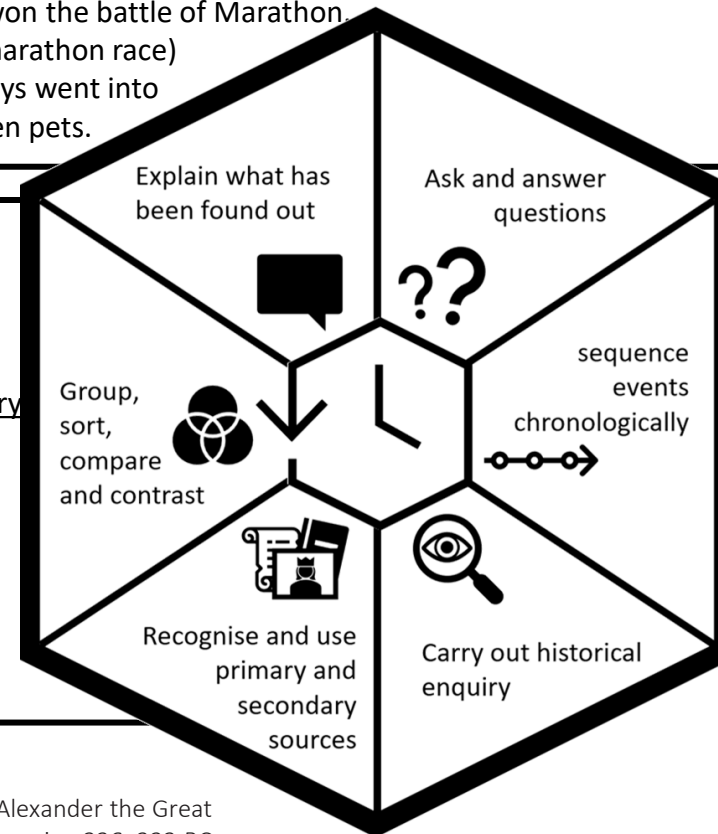 won the battle of Marathon.
marathon race)
ys went into
en pets.
Explain what has
been found out
Ask and answer
questions
??
sequence
events
chronologically
Group,
sort,
compare
and contrast
ry
Recognise and use
primary and
secondary
sources
Carry out historical
enquiry
Alexander the Great